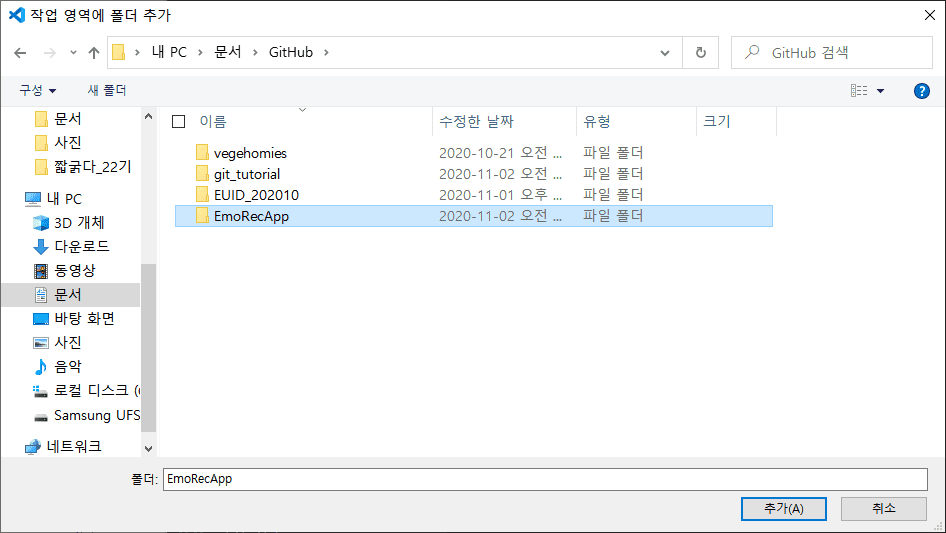 작업 영역에 폴더 추가
내 PC 문서 GitHub
GitHub 검색
구성 새 폴더
문서
사진
짧굵다_22기
내 PC
3D 개체
다운로드
동영상
문서
바탕 화면
사진
음악
로컬 디스크 (
Samsung UFS
네트워크
이름 수정한 날짜 유형 크기
vegehomies 2020-10-21 오전 ... 파일 폴더
git_tutorial 2020-11-02 오전 ... 파일 폴더
EUID_202010 2020-11-01 오후 ... 파일 폴더
EmoRecApp 2020-11-02 오전 ... 파일 폴더
폴더: EmoRecApp
추가(A) 취소